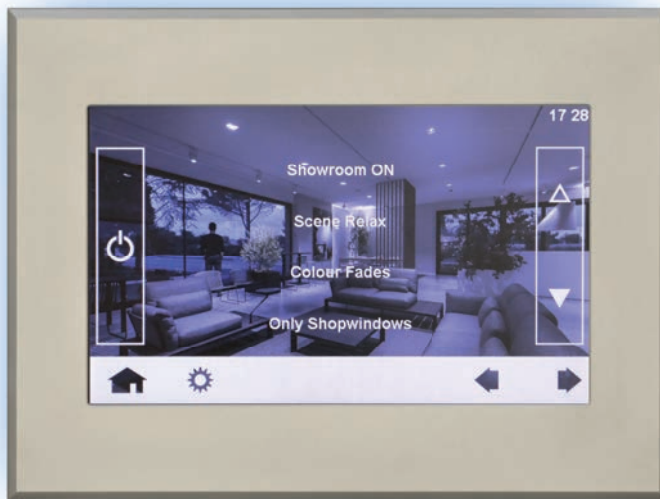 17 28
Showroom ON
Scene Relax
Colour Fades
Only Shopwindows